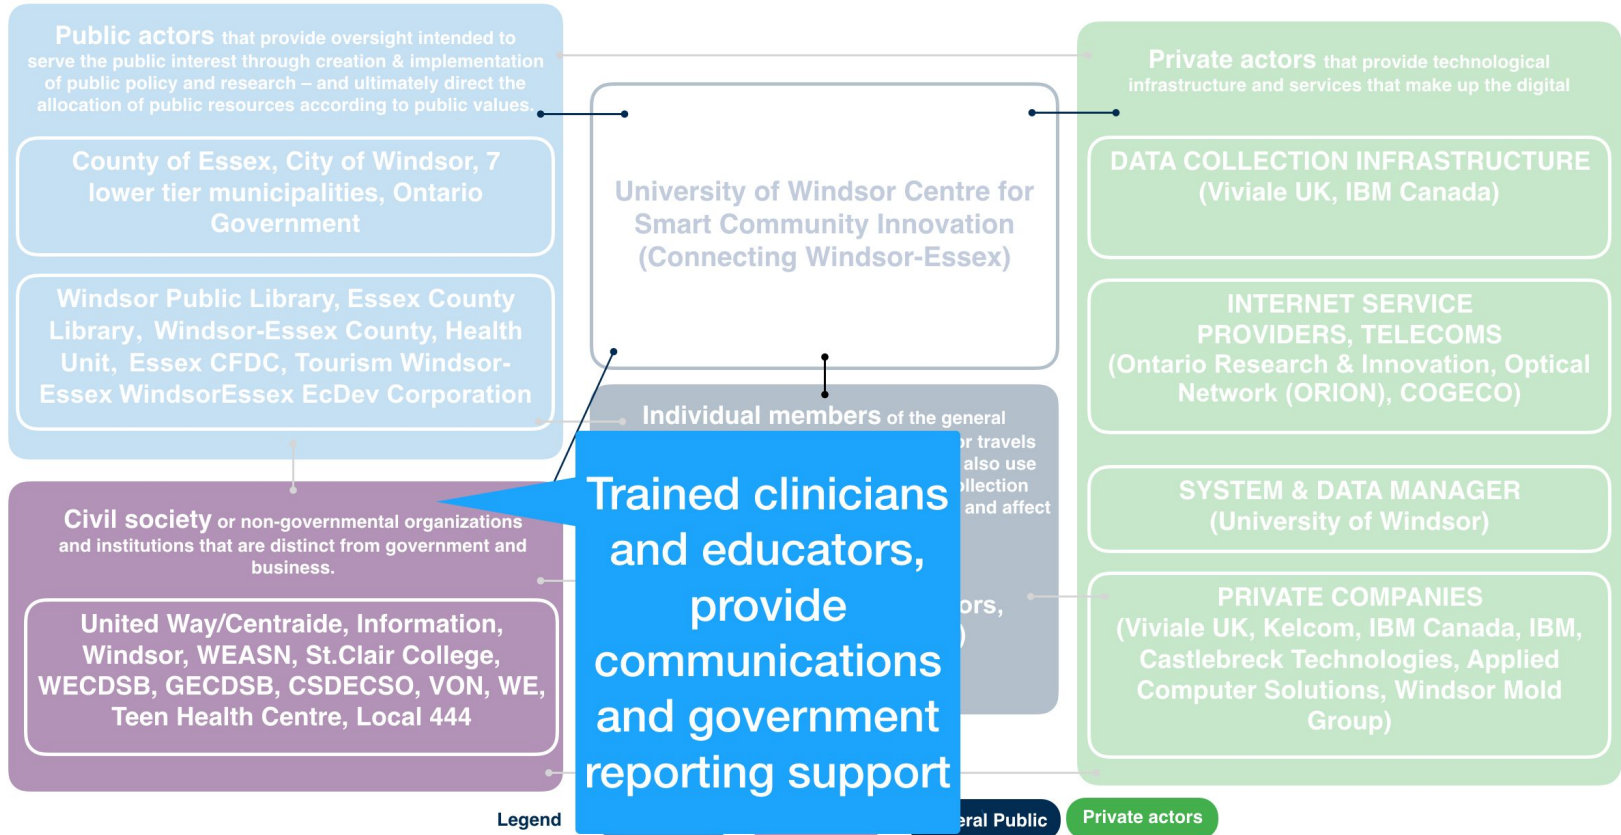 Public actors that provide oversight intended to
serve the public interest through creation & implementation
of public policy and research – and ultimately direct the
allocation of public resources according to public values.
County of Essex, City of Windsor, 7
lower tier municipalities, Ontario
Government
Windsor Public Library, Essex County
Library, Windsor-Essex County, Health
Unit, Essex CFDC, Tourism Windsor-
Essex WindsorEssex EcDev Corporation
Civil society or non-governmental organizations
and institutions that are distinct from government and
business.
United Way/Centraide, Information,
Windsor, WEASN, St.Clair College,
WECDSB, GECDSB, CSDECSO, VON, WE,
Teen Health Centre, Local 444
University of Windsor Centre for
Smart Community Innovation
(Connecting Windsor-Essex)
Individual members of the general
or travels
also use
and affect
Trained clinicians
and educators,
provide
communications
and government
reporting support
Private actors that provide technological
infrastructure and services that make up the digital
DATA COLLECTION INFRASTRUCTURE
(Viviale UK, IBM Canada)
INTERNET SERVICE
PROVIDERS, TELECOMS
(Ontario Research & Innovation, Optical
Network (ORION), COGECO)
SYSTEM & DATA MANAGER
(University of Windsor)
PRIVATE COMPANIES
(Viviale UK, Kelcom, IBM Canada, IBM,
Castlebreck Technologies, Applied
Computer Solutions, Windsor Mold
Group)
Legend
Public
Private actors